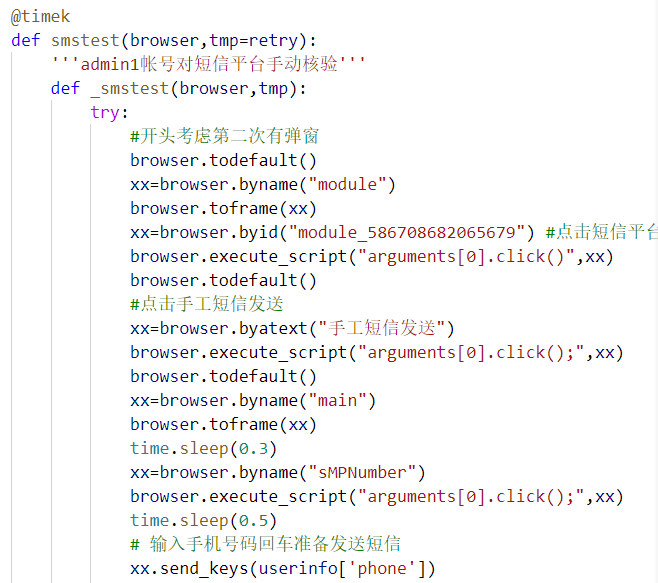 @timek
def smstest(browser,tmp=retry):
    '''admin1帐号对短信平台手动核验'''
    def _smstest(browser,tmp):
        try:
            #开头考虑第二次有弹窗
            browser.todefault()
            xx=browser.byname("module")
            browser.toframe(xx)
            xx=browser.byid("module_586708682065679") #点击短信平台
            browser.execute_script("arguments[0].click()",xx)
            browser.todefault()
            #点击手工短信发送
            xx=browser.byatext("手工短信发送")
            browser.execute_script("arguments[0].click();",xx)
            browser.todefault()
            xx=browser.byname("main")
            browser.toframe(xx)
            time.sleep(0.3)
            xx=browser.byname("sMPNumber")
            browser.execute_script("arguments[0].click();",xx)
            time.sleep(0.5)
            # 输入手机号码回车准备发送短信
            xx.send_keys(userinfo['phone'])